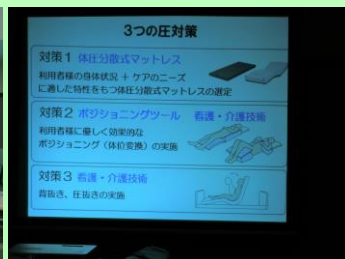 3つの圧対策
対策1 体圧分散式マットレス
利用者様の身体状況 + ケアのニーズ
に適した特性をもつ体圧分散式マットレスの選定
対策2 ポジショニングツール 看護・介護技術
利用者様に優しく効果的な
ポジショニング(体位変換)の実施
対策3 看護・介護技術
背抜き、圧抜きの実施